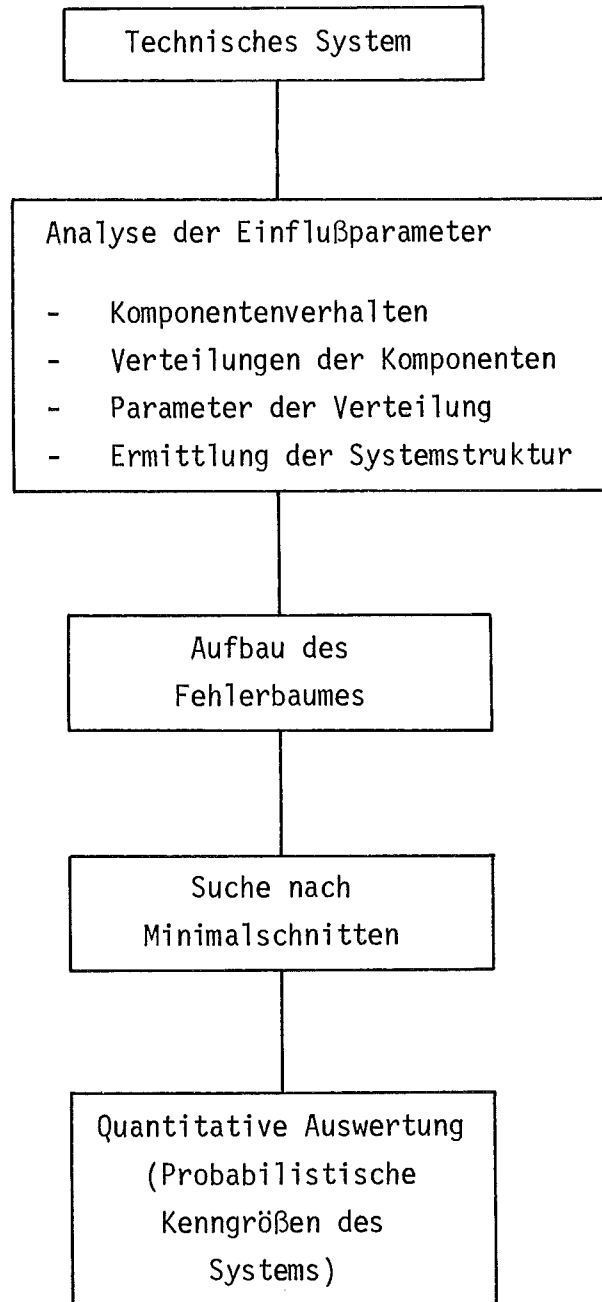 Technisches System
Analyse der Einflußparameter
- Komponentenverhalten
- Verteilungen der Komponenten
- Parameter der Verteilung
- Ermittlung der Systemstruktur
Aufbau des
Fehlerbaumes
Suche nach
Minimalschnitten
Quantitative Auswertung
(Probabilistische
Kenngrößen des
Systems)